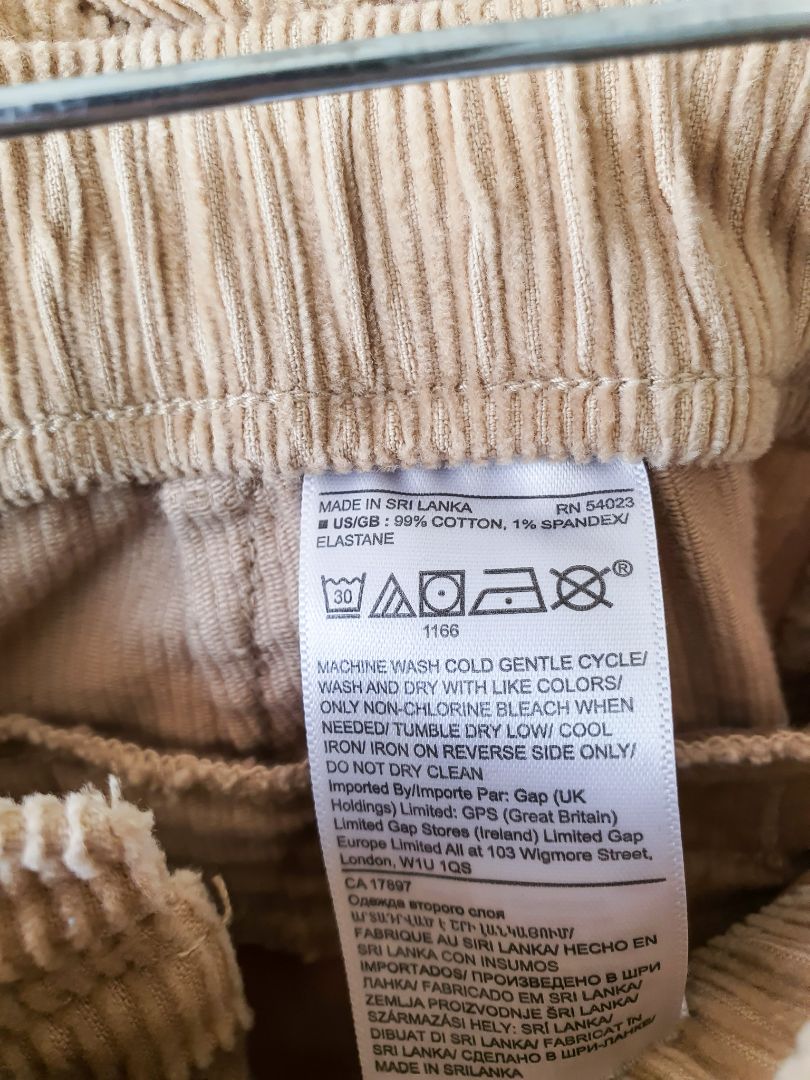 MADE IN SRI LANKA RN 54023
US/GB : 99% COTTON, 1% SPANDEX/
ELASTANE
30 ®
1166
MACHINE WASH COLD GENTLE CYCLE/
WASH AND DRY WITH LIKE COLORS/
ONLY NON-CHLORINE BLEACH WHEN
NEEDED/ TUMBLE DRY LOW/ COOL
IRON/ IRON ON REVERSE SIDE ONLY/
DO NOT DRY CLEAN
Imported By/Importe Par: Gap (UK
Holdings) Limited: GPS (Great Britain)
Limited Gap Stores (Ireland) Limited Gap
Europe Limited All at 103 Wigmore Street,
London, W1U 1QS
CA 17897
Одежда второго слоя
ԱՐՏԱԴՐՎԱԾ Է ՇՐԻ ԼԱՆԿԱՅՈՒՄ/
FABRIQUE AU SIRI LANKA/ HECHO EN
SRI LANKA CON INSUMOS
IMPORTADOS/ ПРОИЗВЕДЕНО В ШРИ
ЛАНКА/ FABRICADO EM SRI LANKA/
ZEMLJA PROIZVODNJE ŠRI LANKA/
SZÁRMAZÁSI HELY: SRÍ LANKA/
DIBUAT DI SRI LANKA/ FABRICAT ÎN
SRI LANKA/ СДЕЛАНО В ШРИ-ЛАНКЕ/
MADE IN SRILANKA